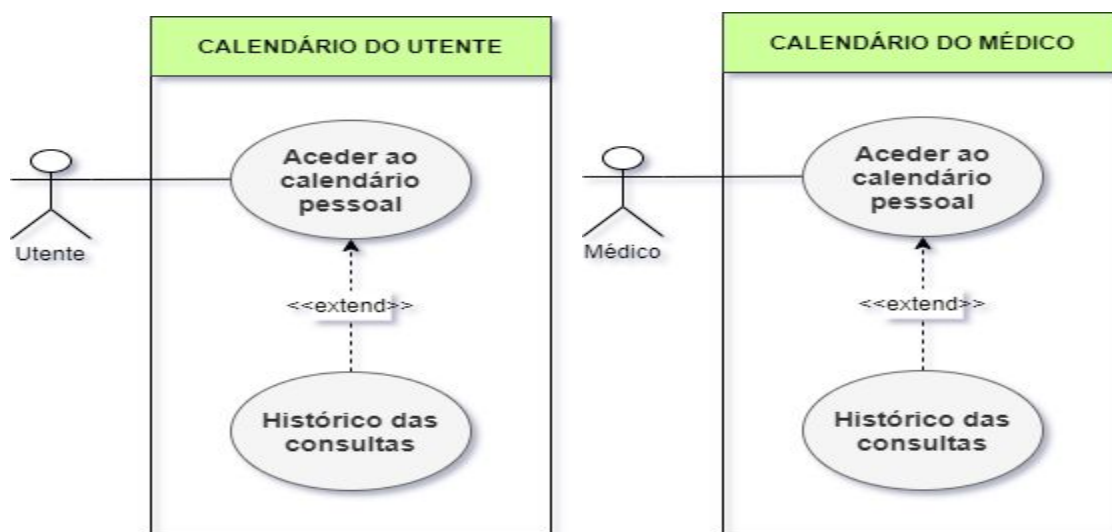 CALENDÁRIO DO UTENTE
Aceder ao
calendário
pessoal
Utente
<<extend>>
Histórico das
consultas
CALENDÁRIO DO MÉDICO
Aceder ao
calendário
pessoal
Médico
<<extend>>
Histórico das
consultas